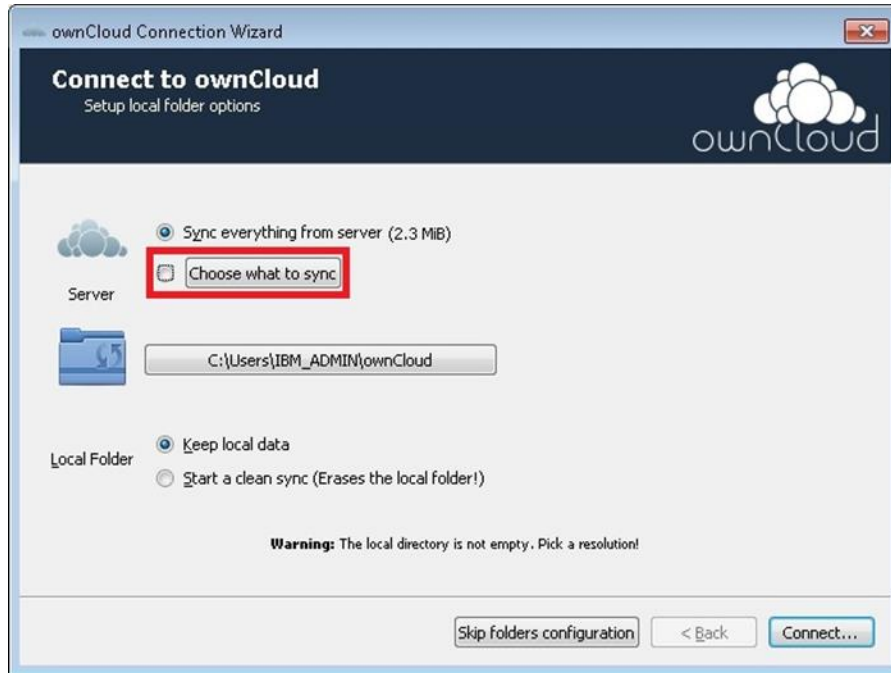 ownCloud Connection Wizard
Connect to ownCloud
Setup local folder options
ownCloud
Sync everything from server (2.3 MiB)
Choose what to sync
Server
C:\Users\IBM_ADMIN\ownCloud
Keep local data
Local Folder
Start a clean sync (Erases the local folder!)
Warning: The local directory is not empty. Pick a resolution!
Skip folders configuration
< Back
Connect...